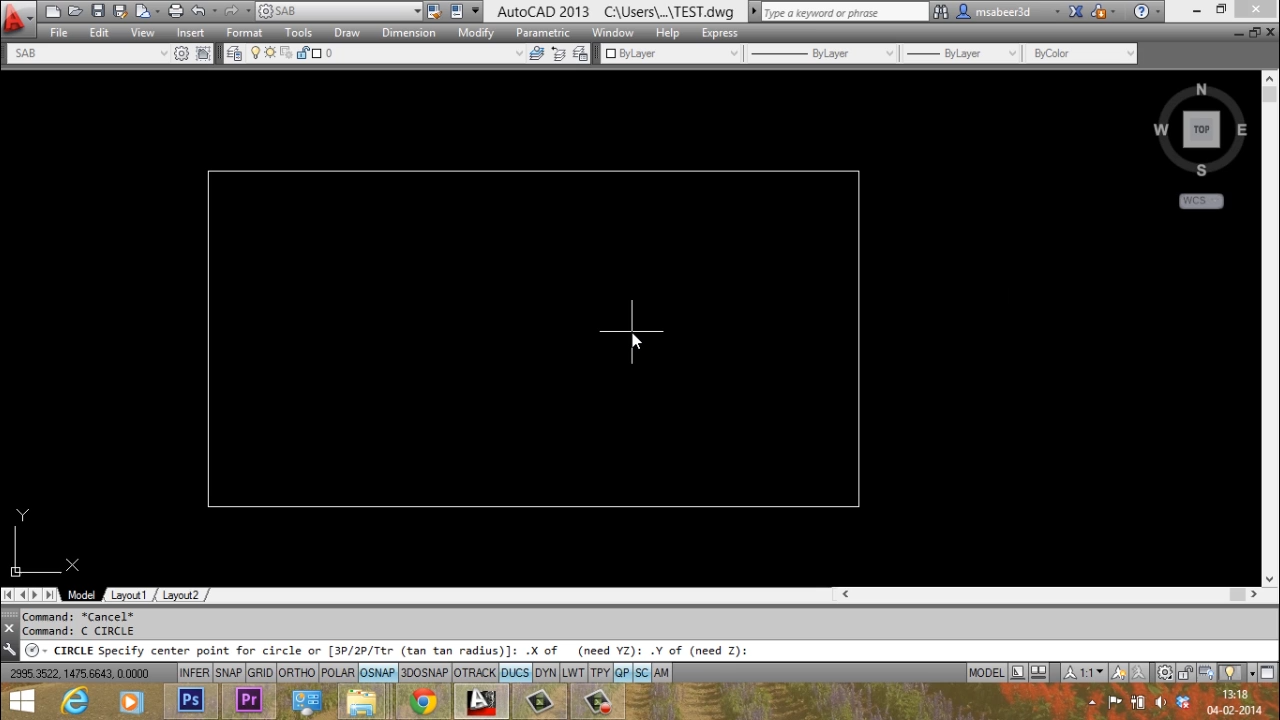 SAB
AutoCAD 2013 C:\Users\...\TEST.dwg
Type a keyword or phrase
msabeer3d
File Edit View Insert Format Tools Draw Dimension Modify Parametric Window Help Express
SAB
0
ByLayer
ByLayer
ByLayer
ByColor
N
W TOP E
S
WCS
Y
X
Model Layout1 Layout2
Command: *Cancel*
Command: C CIRCLE
CIRCLE Specify center point for circle or [3P/2P/Ttr (tan tan radius)]: .X of (need YZ): .Y of (need Z):
2995.3522, 1475.6643, 0.0000 INFER SNAP GRID ORTHO POLAR OSNAP 3DOSNAP OTRACK DUCS DYN LWT TPY QP SC AM MODEL 1:1
Ps Pr
13:18
04-02-2014